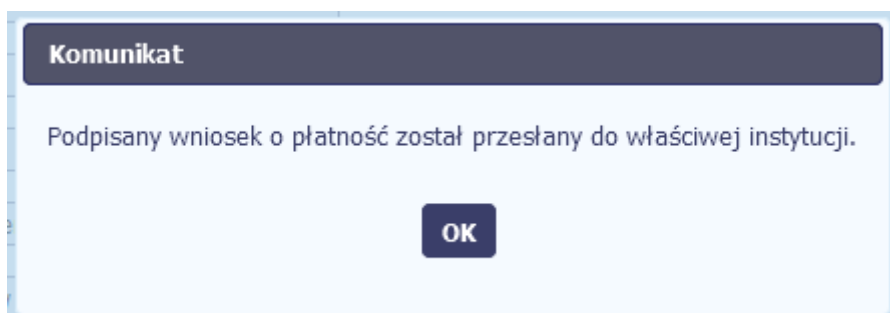 Komunikat
Podpisany wniosek o płatność został przesłany do właściwej instytucji.
OK